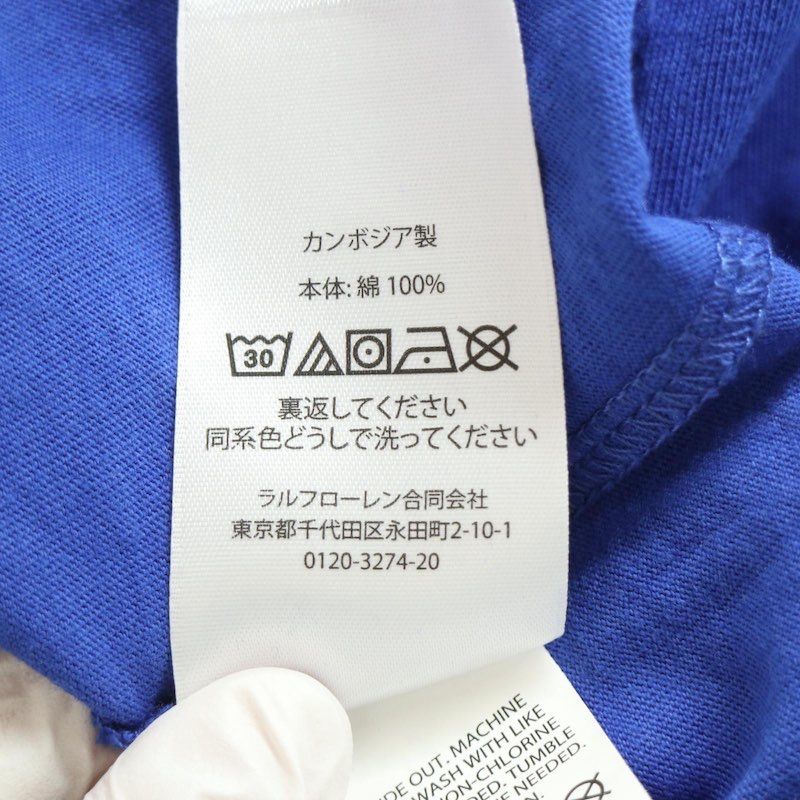 カンボジア製
本体: 綿 100%
30
裏返してください
同系色どうしで洗ってください
ラルフローレン合同会社
東京都千代田区永田町2-10-1
0120-3274-20
OUT. MACHINE
WASH WITH LIKE
CHLORINE
TUMBLE
NEEDED.